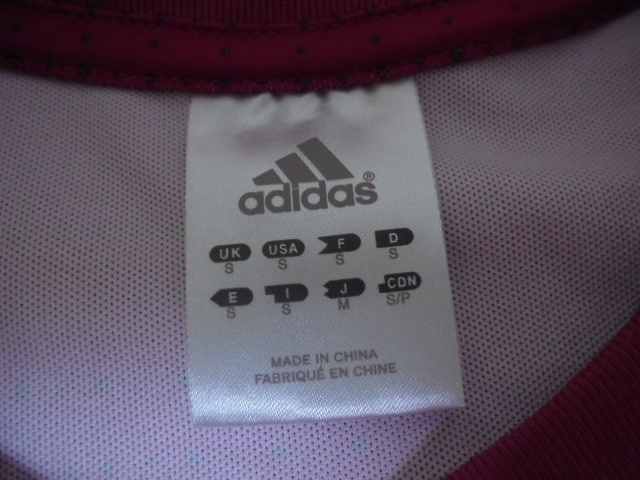 adidas®
UK USA F D
S S S S
E I J CDN
S S M S/P
MADE IN CHINA
FABRIQUÉ EN CHINE